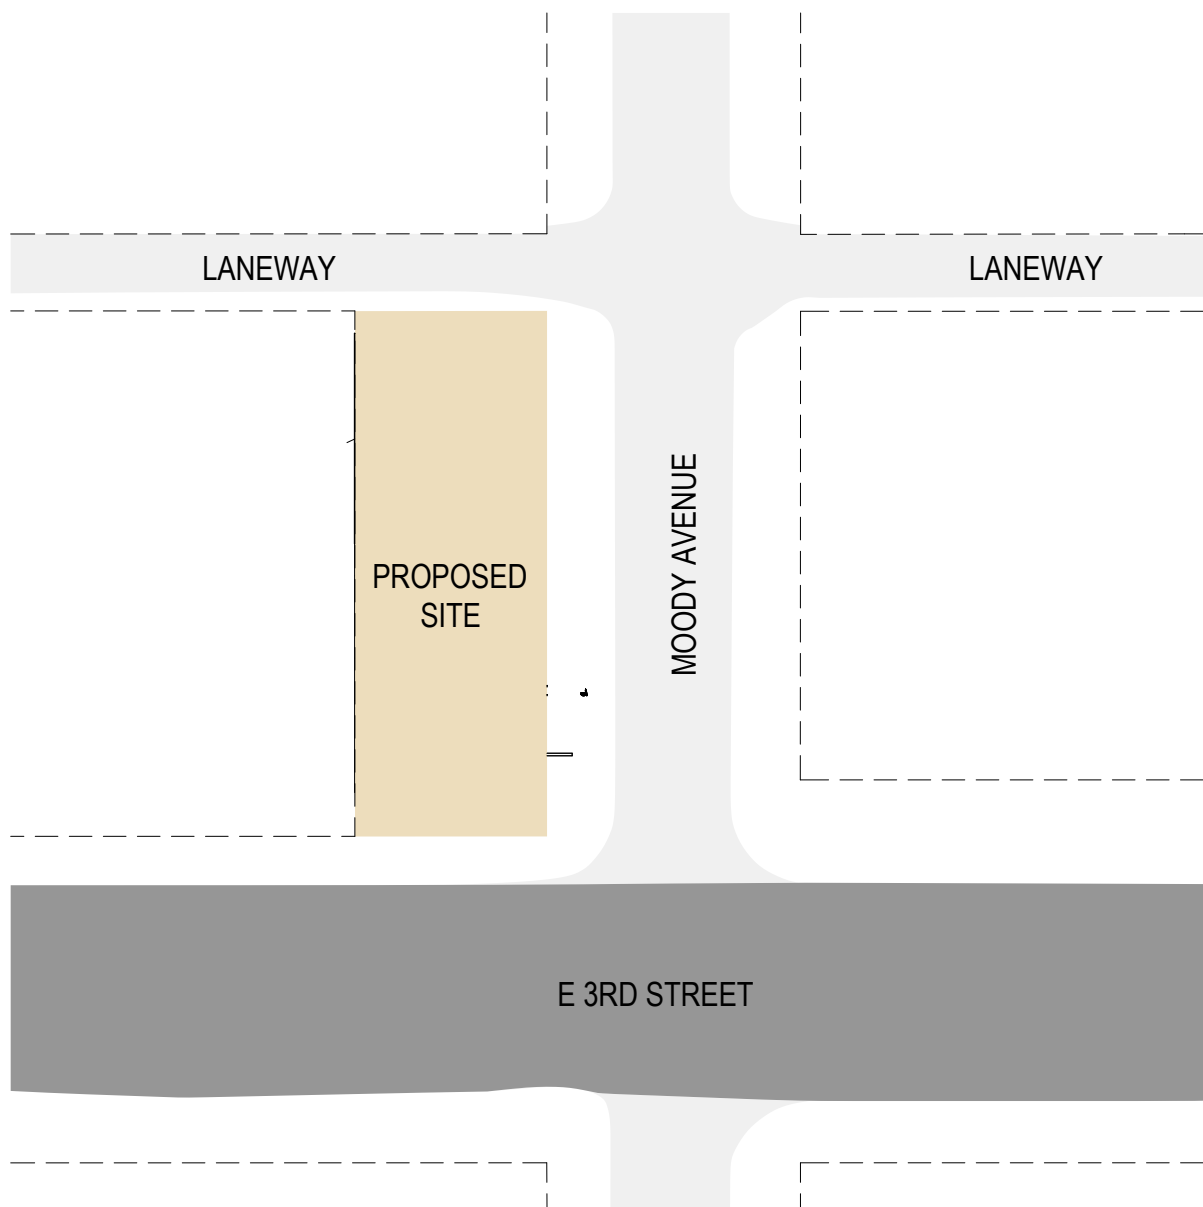 LANEWAY
LANEWAY
PROPOSED
SITE
MOODY AVENUE
E 3RD STREET